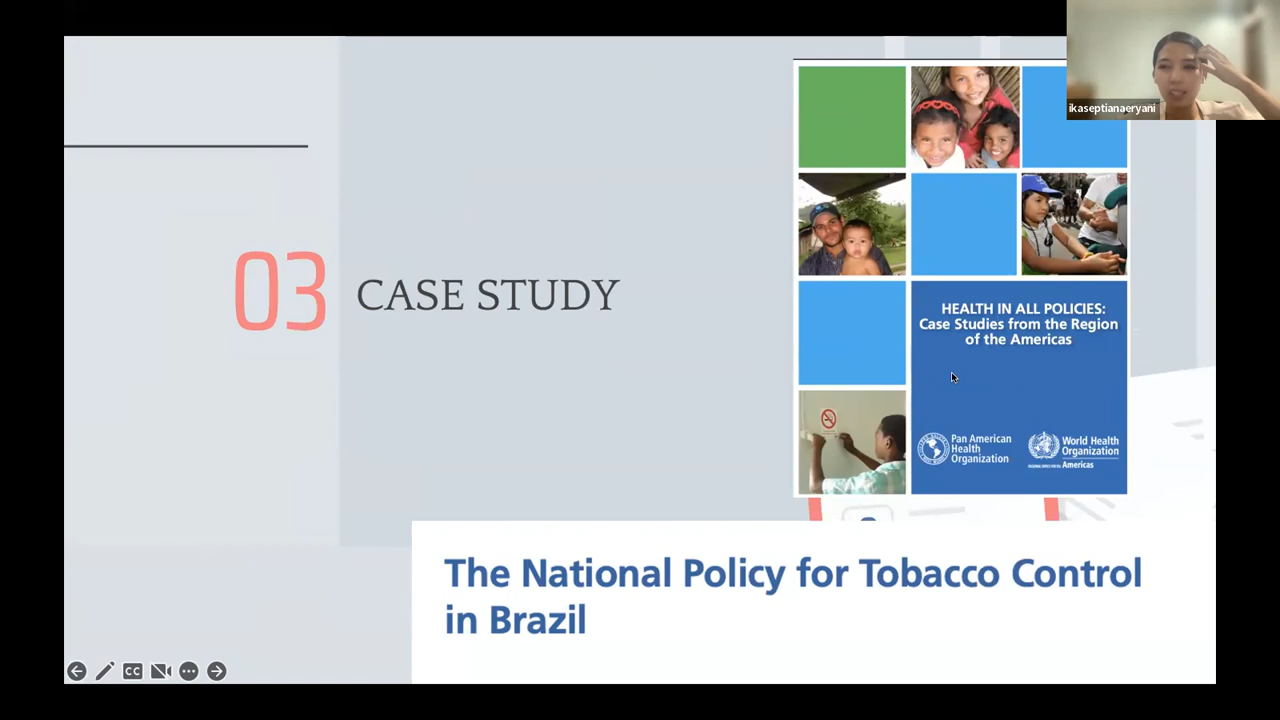 ikaseptianaeryani
03 CASE STUDY
HEALTH IN ALL POLICIES:
Case Studies from the Region
of the Americas
Pan American
Health
Organization
World Health
Organization
Americas
The National Policy for Tobacco Control
in Brazil
CC